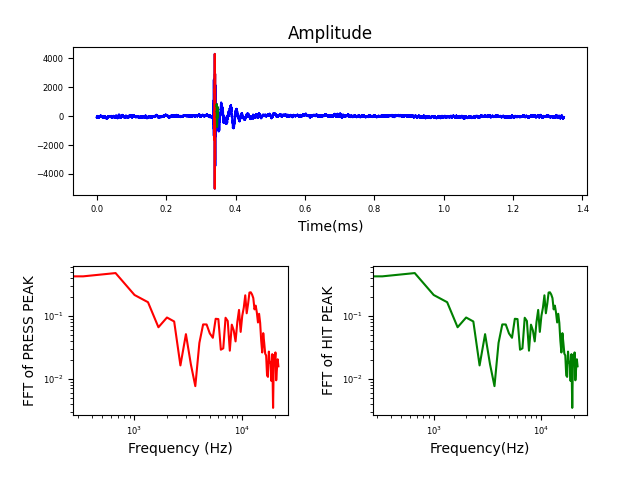 Amplitude
4000
2000
0
−2000
−4000
0.0 0.2 0.4 0.6 0.8 1.0 1.2 1.4
Time(ms)
FFT of PRESS PEAK
10⁻¹
10⁻²
10³ 10⁴
Frequency (Hz)
FFT of HIT PEAK
10⁻¹
10⁻²
10³ 10⁴
Frequency(Hz)